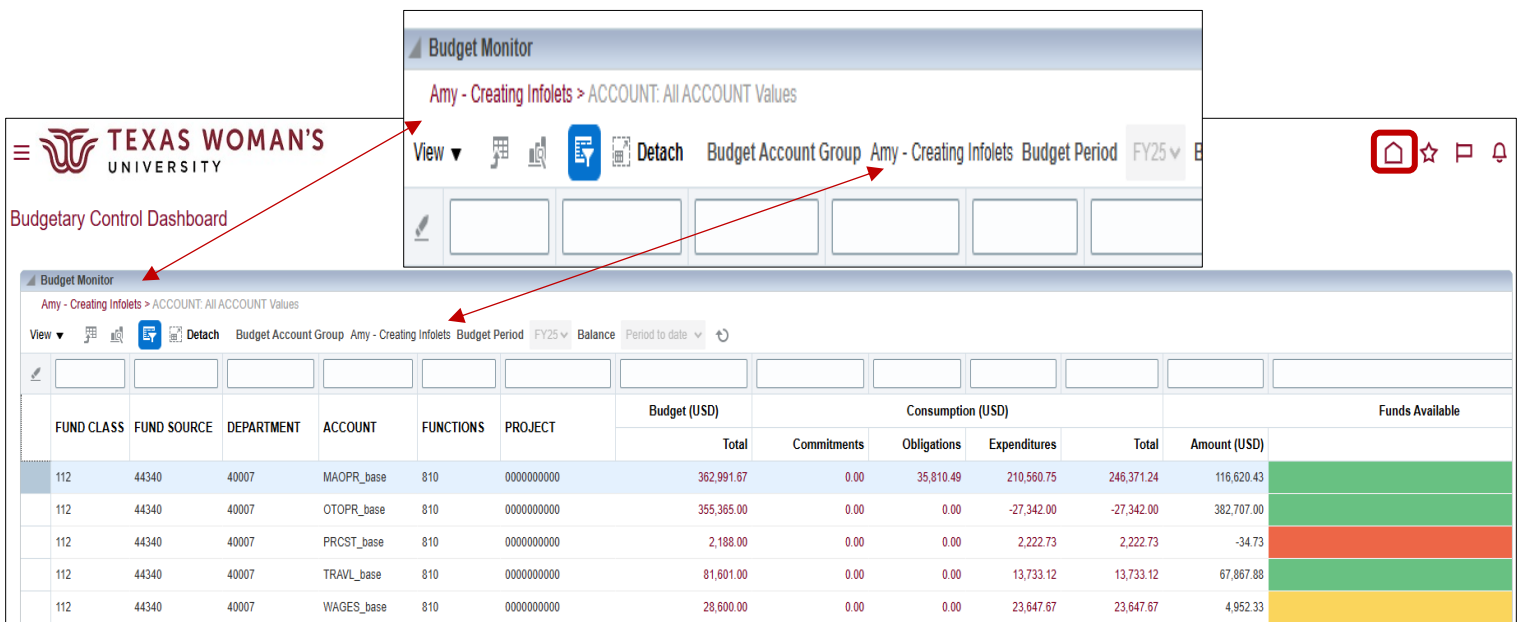 Budget Monitor
Amy - Creating Infolets > ACCOUNT: All ACCOUNT Values
View ▼ Detach Budget Account Group Amy - Creating Infolets Budget Period FY25 B
TEXAS WOMAN'S
UNIVERSITY
Budgetary Control Dashboard
Budget Monitor
Amy - Creating Infolets > ACCOUNT: All ACCOUNT Values
View ▼ Detach Budget Account Group Amy - Creating Infolets Budget Period FY25 Balance Period to date
Budget (USD) Consumption (USD) Funds Available
FUND CLASS FUND SOURCE DEPARTMENT ACCOUNT FUNCTIONS PROJECT
Total Commitments Obligations Expenditures Total Amount (USD)
112 44340 40007 MAOPR_base 810 0000000000 362,991.67 0.00 35,810.49 210,560.75 246,371.24 116,620.43
112 44340 40007 OTOPR_base 810 0000000000 355,365.00 0.00 0.00 -27,342.00 -27,342.00 382,707.00
112 44340 40007 PRCST_base 810 0000000000 2,188.00 0.00 0.00 2,222.73 2,222.73 -34.73
112 44340 40007 TRAVL_base 810 0000000000 81,601.00 0.00 0.00 13,733.12 13,733.12 67,867.88
112 44340 40007 WAGES_base 810 0000000000 28,600.00 0.00 0.00 23,647.67 23,647.67 4,952.33